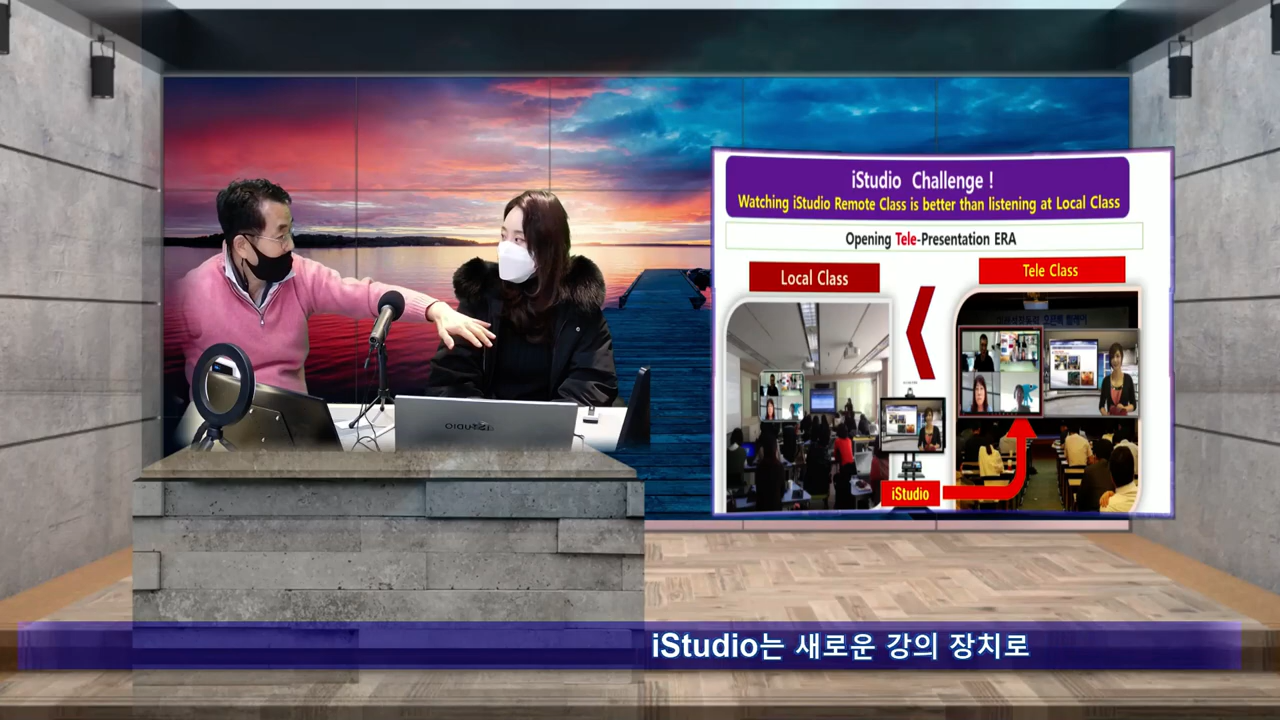 iStudio Challenge !
Watching iStudio Remote Class is better than listening at Local Class
Opening Tele-Presentation ERA
Local Class
Tele Class
iStudio
iStudio는 새로운 강의 장치로